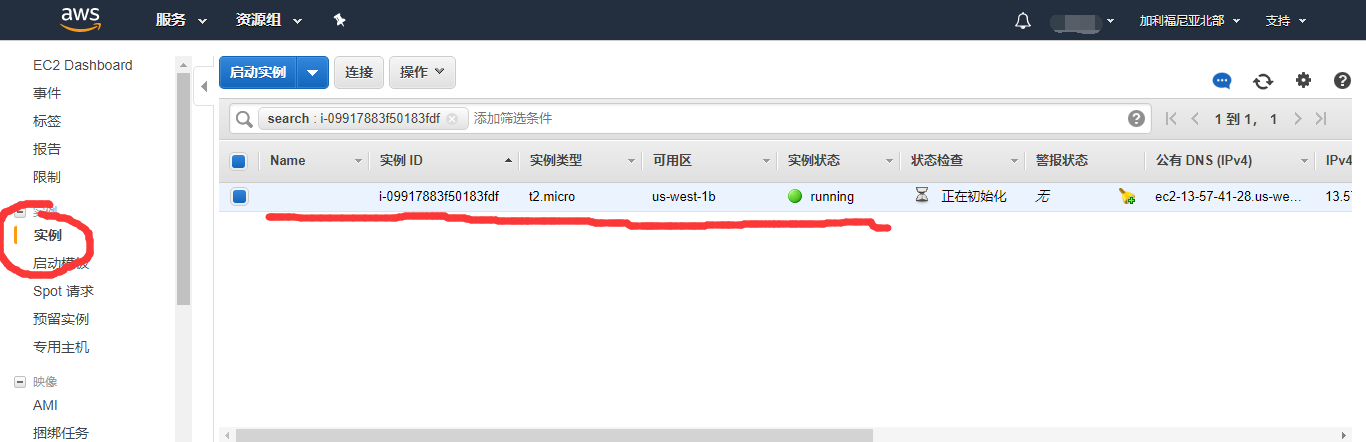 aws 服务 资源组 加利福尼亚北部 支持
EC2 Dashboard
事件
标签
报告
限制
实例
实例
启动模板
Spot 请求
预留实例
专用主机
映像
AMI
捆绑任务
启动实例 连接 操作
search : i-09917883f50183fdf 添加筛选条件 1 到 1， 1
Name 实例 ID 实例类型 可用区 实例状态 状态检查 警报状态 公有 DNS (IPv4) IPv4
i-09917883f50183fdf t2.micro us-west-1b running 正在初始化 无 ec2-13-57-41-28.us-we... 13.57